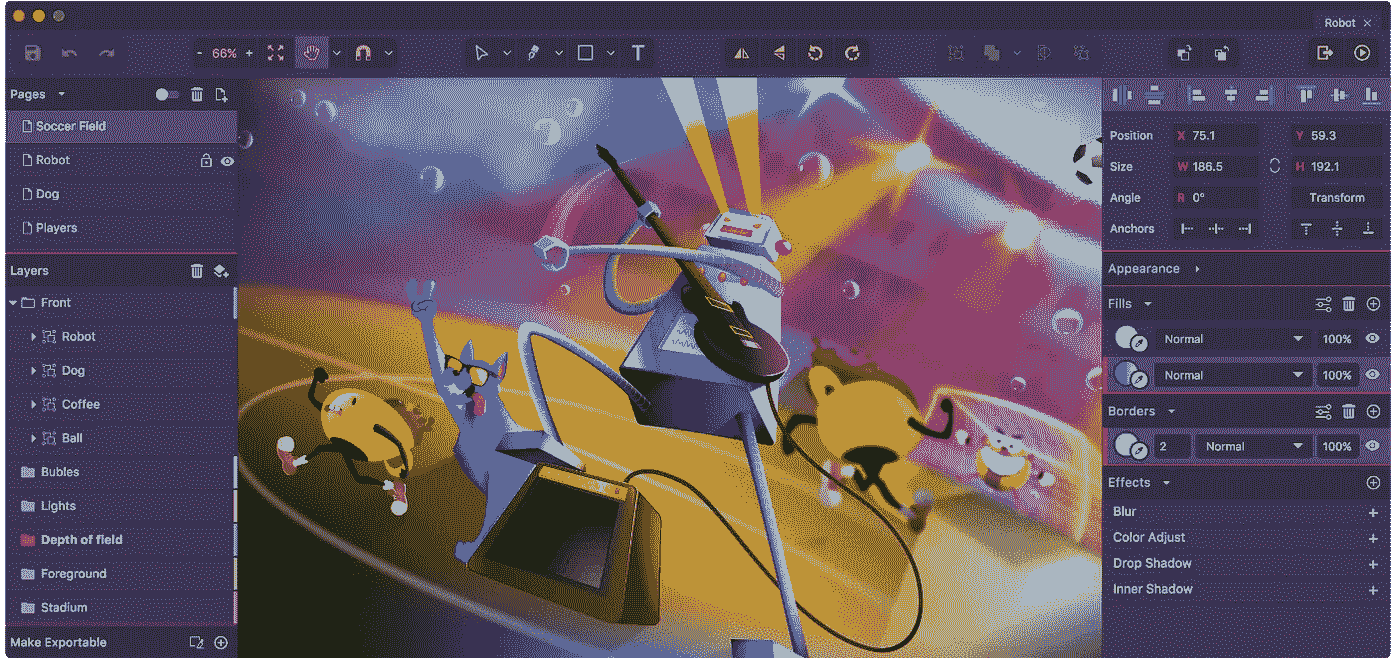 Robot
- 66% +
T
Pages
Soccer Field
Robot
Dog
Players
Layers
Front
Robot
Dog
Coffee
Ball
Bubles
Lights
Depth of field
Foreground
Stadium
Make Exportable
Position X 75.1 Y 59.3
Size W 186.5 H 192.1
Angle R 0° Transform
Anchors
Appearance
Fills
Normal 100%
Normal 100%
Borders
2 Normal 100%
Effects
Blur +
Color Adjust +
Drop Shadow +
Inner Shadow +